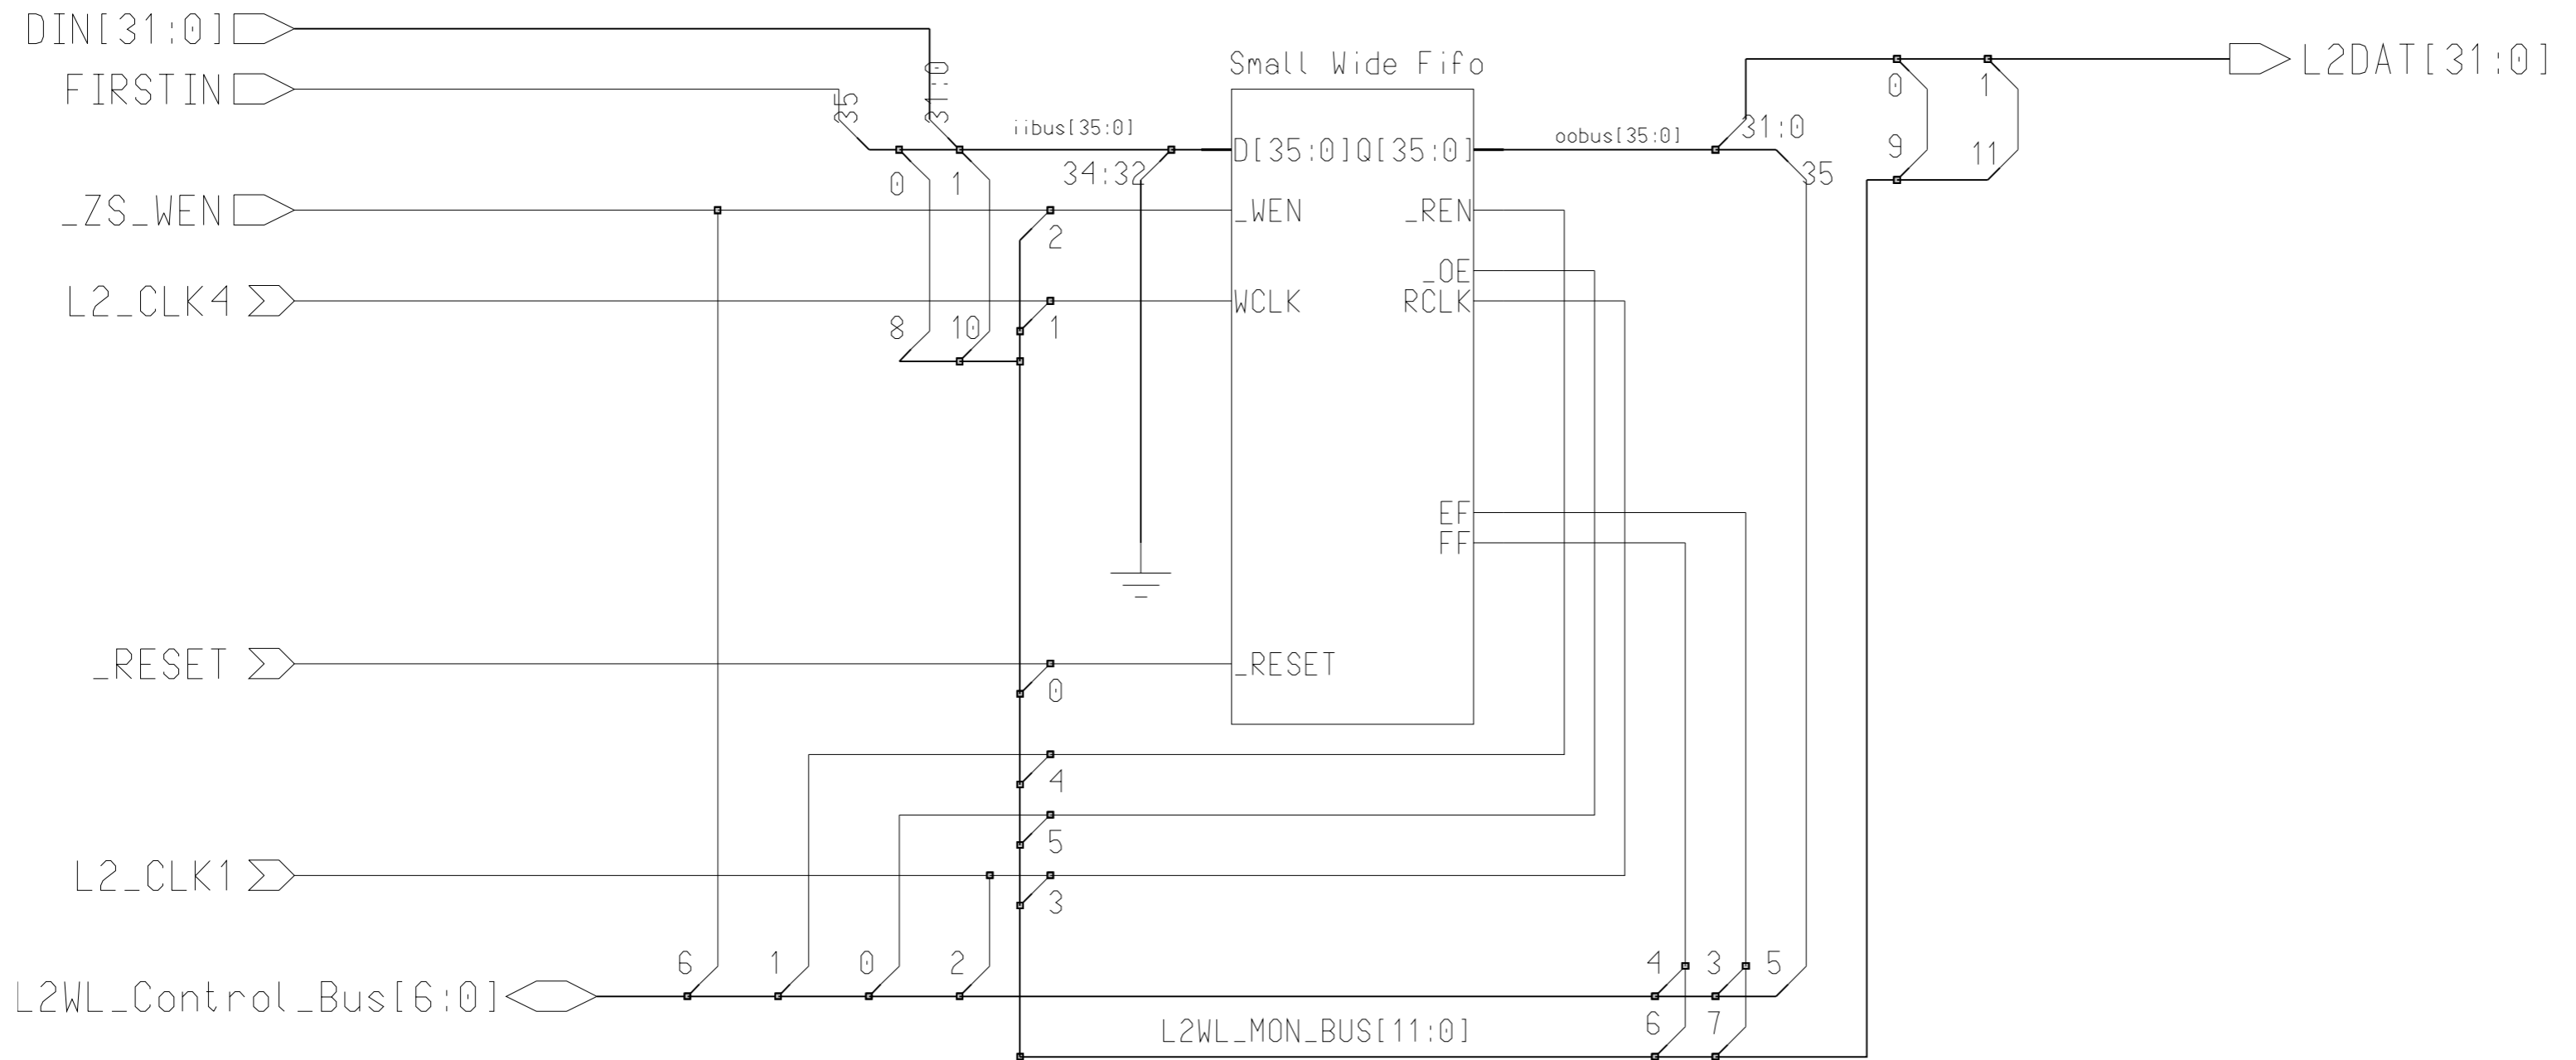 DIN[31:0]
FIRSTIN
_ZS_WEN
L2_CLK4
_RESET
L2_CLK1
L2WL_Control_Bus[6:0]
35
31:0
iibus[35:0]
34:32
0
1
8
10
2
1
0
4
5
3
6
1
0
2
Small Wide Fifo
D[35:0]Q[35:0]
_WEN
_REN
_OE
WCLK
RCLK
EF
FF
_RESET
oobus[35:0]
31:0
35
0
1
9
11
L2DAT[31:0]
4
3
5
L2WL_MON_BUS[11:0]
6
7